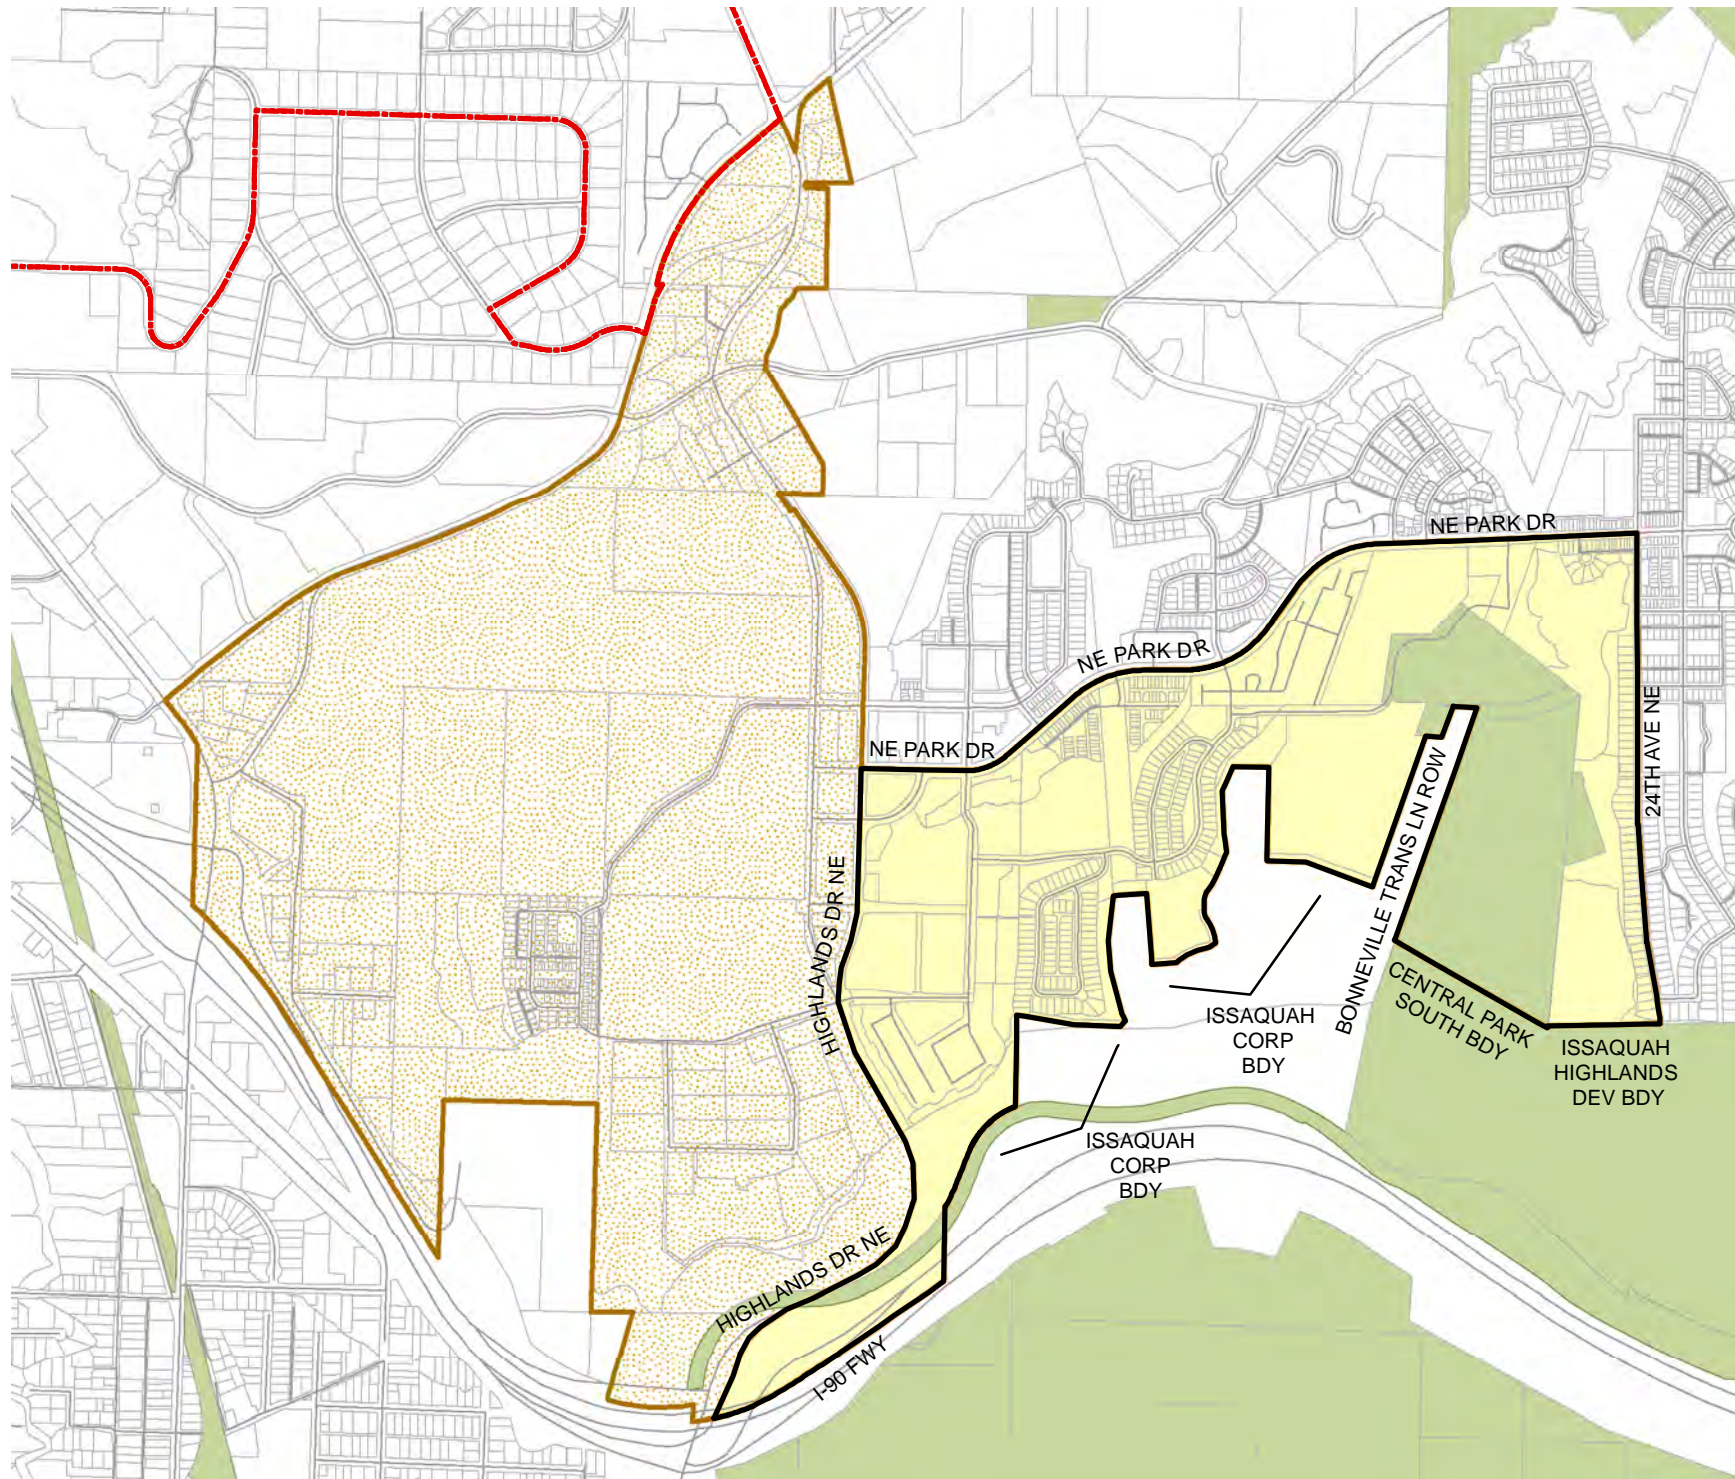 NE PARK DR
NE PARK DR
NE PARK DR
24TH AVE NE
BONNEVILLE TRANS LN ROW
HIGHLANDS DR NE
CENTRAL PARK
SOUTH BDY
ISSAQUAH
CORP
BDY
ISSAQUAH
HIGHLANDS
DEV BDY
ISSAQUAH
CORP
BDY
HIGHLANDS DR NE
I-90 FWY